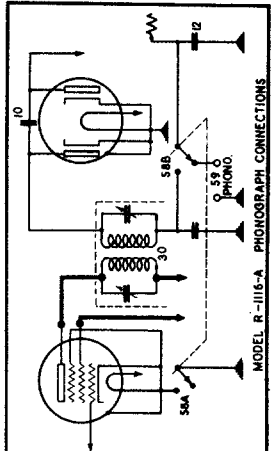 10
12
30
58B
59
PHONO.
58A
MODEL R-1116-A PHONOGRAPH CONNECTIONS